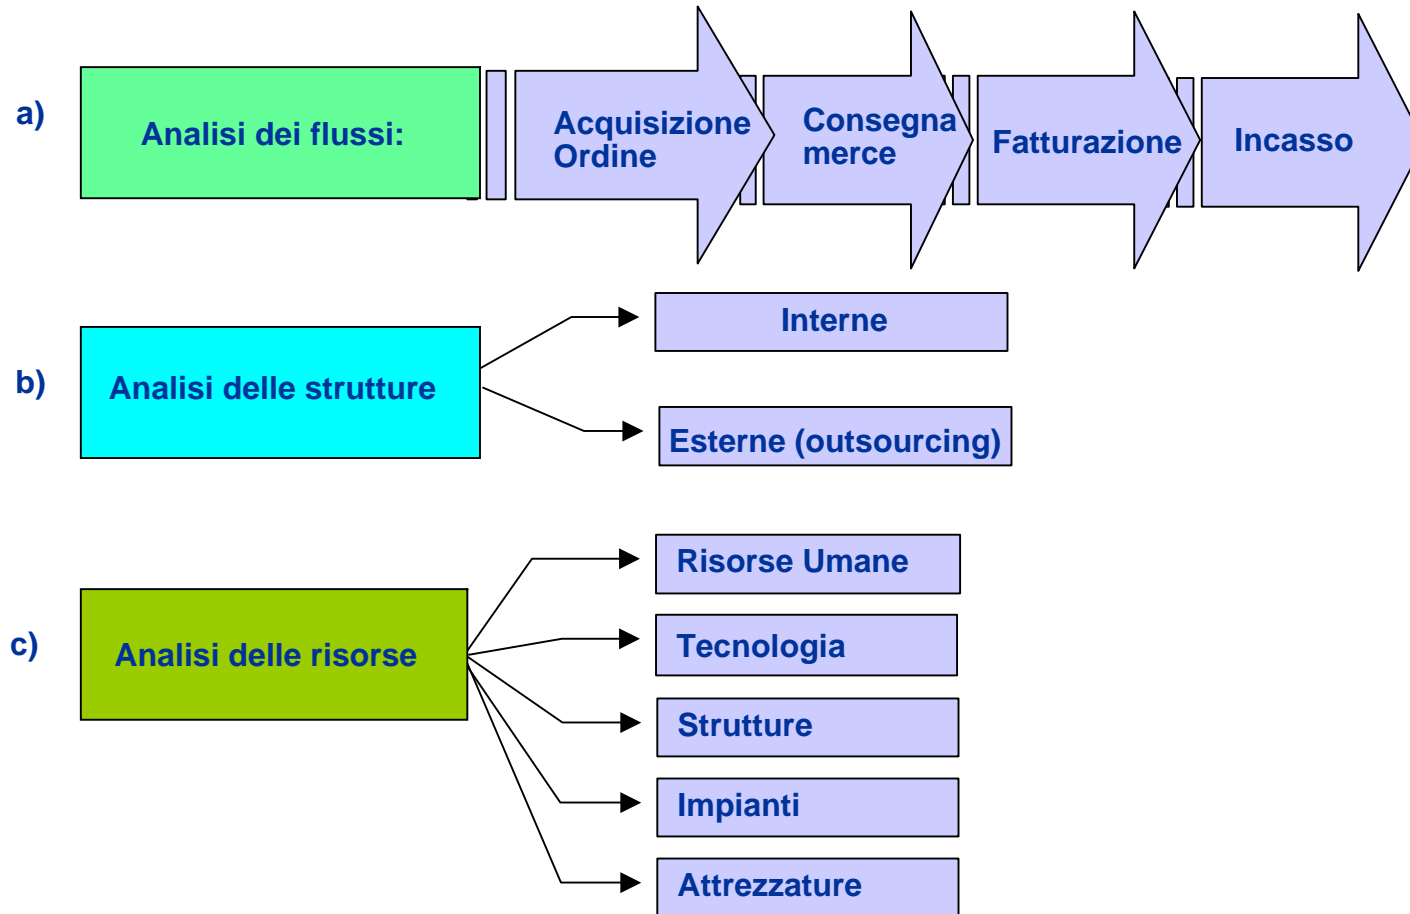 a)
Analisi dei flussi:
Acquisizione
Ordine
Consegna
merce
Fatturazione
Incasso
b)
Analisi delle strutture
Interne
Esterne (outsourcing)
c)
Analisi delle risorse
Risorse Umane
Tecnologia
Strutture
Impianti
Attrezzature